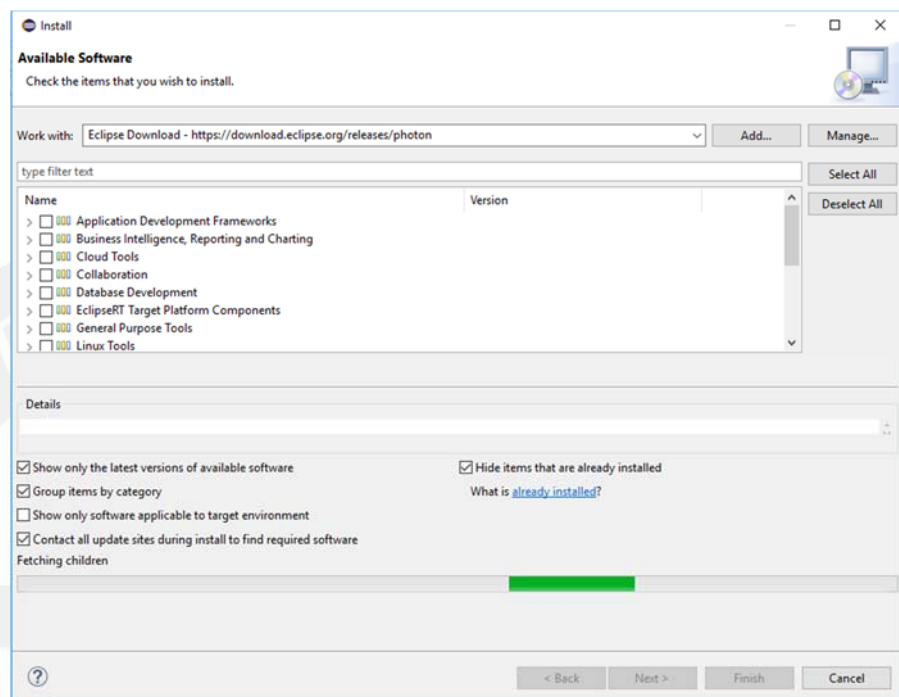 Install
Available Software
Check the items that you wish to install.
Work with: Eclipse Download - https://download.eclipse.org/releases/photon Add... Manage...
type filter text Select All
Name Version Deselect All
Application Development Frameworks
Business Intelligence, Reporting and Charting
Cloud Tools
Collaboration
Database Development
EclipseRT Target Platform Components
General Purpose Tools
Linux Tools
Details
Show only the latest versions of available software Hide items that are already installed
Group items by category What is already installed?
Show only software applicable to target environment
Contact all update sites during install to find required software
Fetching children
? < Back Next > Finish Cancel